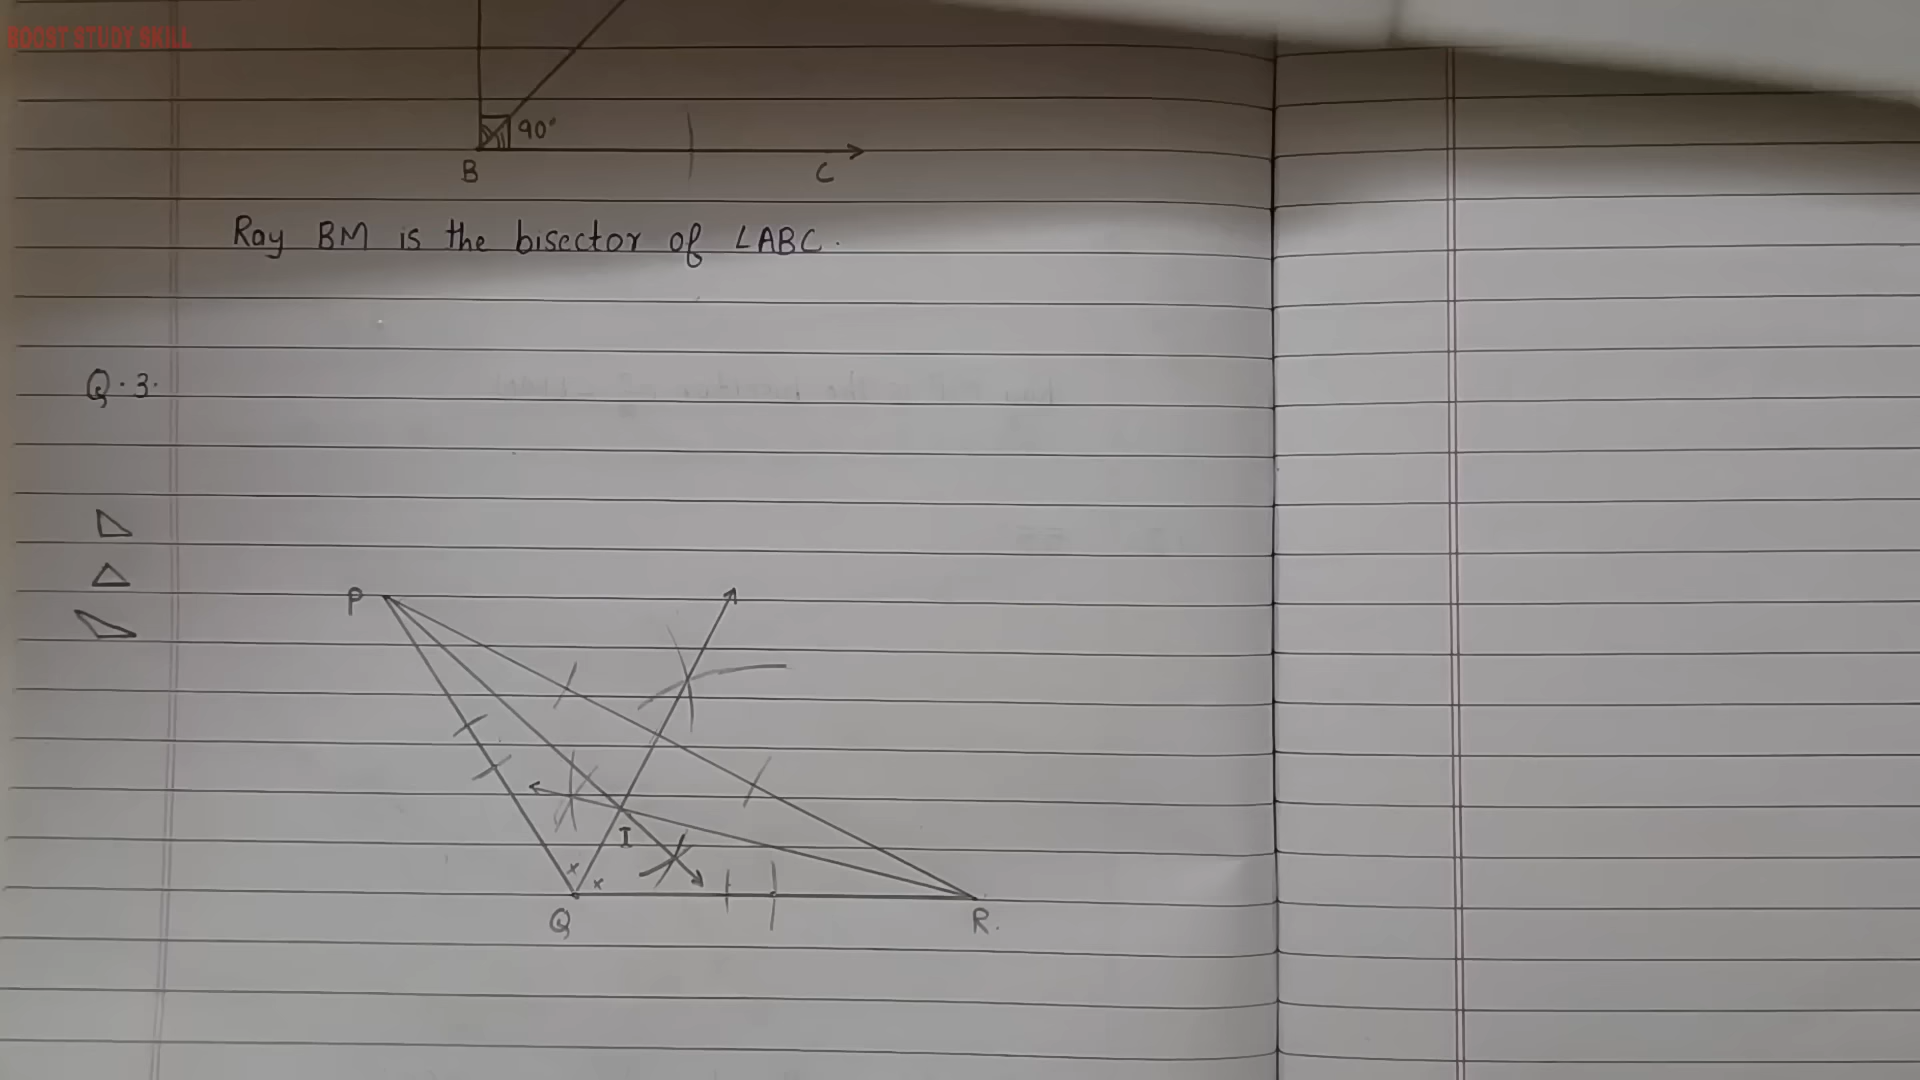 BOOST STUDY SKILL
90°
B
C
Ray BM is the bisector of ∠ABC.
Q.3.
P
I
x
x
Q
R.